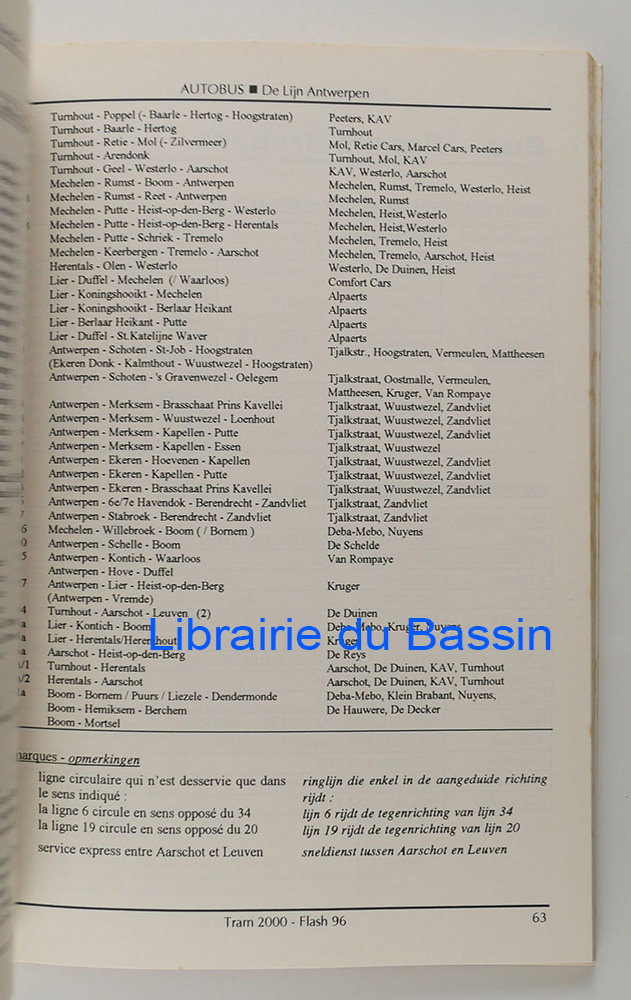 AUTOBUS ■ De Lijn Antwerpen
Turnhout - Poppel (- Baarle - Hertog - Hoogstraten) Peeters, KAV
Turnhout - Baarle - Hertog Turnhout
Turnhout - Retie - Mol (- Zilvermeer) Mol, Retie Cars, Marcel Cars, Peeters
Turnhout - Arendonk Turnhout, Mol, KAV
Turnhout - Geel - Westerlo - Aarschot KAV, Westerlo, Aarschot
Mechelen - Rumst - Boom - Antwerpen Mechelen, Rumst, Tremelo, Westerlo, Heist
Mechelen - Rumst - Reet - Antwerpen Mechelen, Rumst
Mechelen - Putte - Heist-op-den-Berg - Westerlo Mechelen, Heist,Westerlo
Mechelen - Putte - Heist-op-den-Berg - Herentals Mechelen, Heist,Westerlo
Mechelen - Putte - Schriek - Tremelo Mechelen, Tremelo, Heist
Mechelen - Keerbergen - Tremelo - Aarschot Mechelen, Tremelo, Aarschot, Heist
Herentals - Olen - Westerlo Westerlo, De Duinen, Heist
Lier - Duffel - Mechelen (/ Waarloos) Comfort Cars
Lier - Koningshooikt - Mechelen Alpaerts
Lier - Koningshooikt - Berlaar Heikant Alpaerts
Lier - Berlaar Heikant - Putte Alpaerts
Lier - Duffel - St.Katelijne Waver Alpaerts
Antwerpen - Schoten - St-Job - Hoogstraten Tjalkstr., Hoogstraten, Vermeulen, Mattheesen
(Ekeren Donk - Kalmthout - Wuustwezel - Hoogstraten)
Antwerpen - Schoten - 's Gravenwezel - Oelegem Tjalkstraat, Oostmalle, Vermeulen,
Mattheesen, Kruger, Van Rompaye
Antwerpen - Merksem - Brasschaat Prins Kavellei Tjalkstraat, Wuustwezel, Zandvliet
Antwerpen - Merksem - Wuustwezel - Loenhout Tjalkstraat, Wuustwezel, Zandvliet
Antwerpen - Merksem - Kapellen - Putte Tjalkstraat, Wuustwezel, Zandvliet
Antwerpen - Merksem - Kapellen - Essen Tjalkstraat, Wuustwezel
Antwerpen - Ekeren - Hoevenen - Kapellen Tjalkstraat, Wuustwezel, Zandvliet
Antwerpen - Ekeren - Kapellen - Putte Tjalkstraat, Wuustwezel, Zandvliet
Antwerpen - Ekeren - Brasschaat Prins Kavellei Tjalkstraat, Wuustwezel, Zandvliet
Antwerpen - 6e/7e Havendok - Berendrecht - Zandvliet Tjalkstraat, Zandvliet
Antwerpen - Stabroek - Berendrecht - Zandvliet Tjalkstraat, Zandvliet
6 Mechelen - Willebroek - Boom ( / Bornem ) Deba-Mebo, Nuyens
0 Antwerpen - Schelle - Boom De Schelde
5 Antwerpen - Kontich - Waarloos Van Rompaye
Antwerpen - Hove - Duffel
7 Antwerpen - Lier - Heist-op-den-Berg Kruger
(Antwerpen - Vremde)
4 Turnhout - Aarschot - Leuven (2) De Duinen
a Lier - Kontich - Boom Deba-Mebo, Kruger, Nuyens
a Lier - Herentals/Herenthout Kruger
a Aarschot - Heist-op-den-Berg De Reys
/1 Turnhout - Herentals Aarschot, De Duinen, KAV, Turnhout
/2 Herentals - Aarschot Aarschot, De Duinen, KAV, Turnhout
a Boom - Bornem / Puurs / Liezele - Dendermonde Deba-Mebo, Klein Brabant, Nuyens,
Boom - Hemiksem - Berchem De Hauwere, De Decker
Boom - Mortsel
Librairie du Bassin
marques - opmerkingen
ligne circulaire qui n'est desservie que dans ringlijn die enkel in de aangeduide richting
le sens indiqué : rijdt :
la ligne 6 circule en sens opposé du 34 lijn 6 rijdt de tegenrichting van lijn 34
la ligne 19 circule en sens opposé du 20 lijn 19 rijdt de tegenrichting van lijn 20
service express entre Aarschot et Leuven sneldienst tussen Aarschot en Leuven
Tram 2000 - Flash 96 63